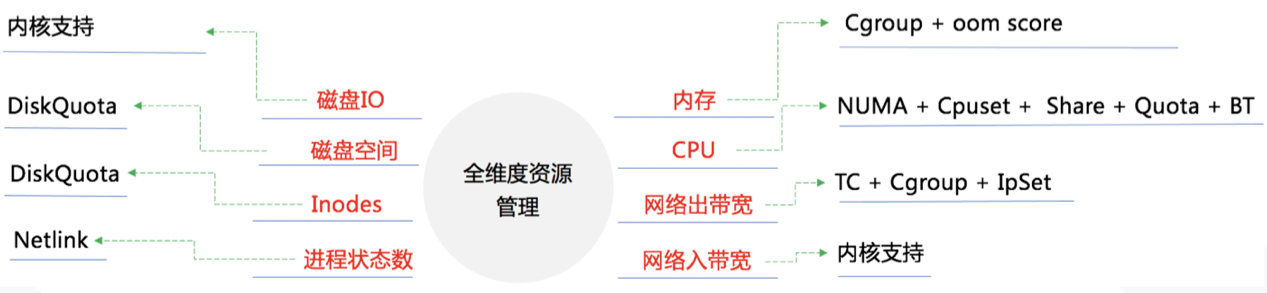 内核支持
磁盘IO
DiskQuota
磁盘空间
DiskQuota
Inodes
Netlink
进程状态数
全维度资源
管理
内存
Cgroup + oom score
CPU
NUMA + Cpuset + Share + Quota + BT
网络出带宽
TC + Cgroup + IpSet
网络入带宽
内核支持